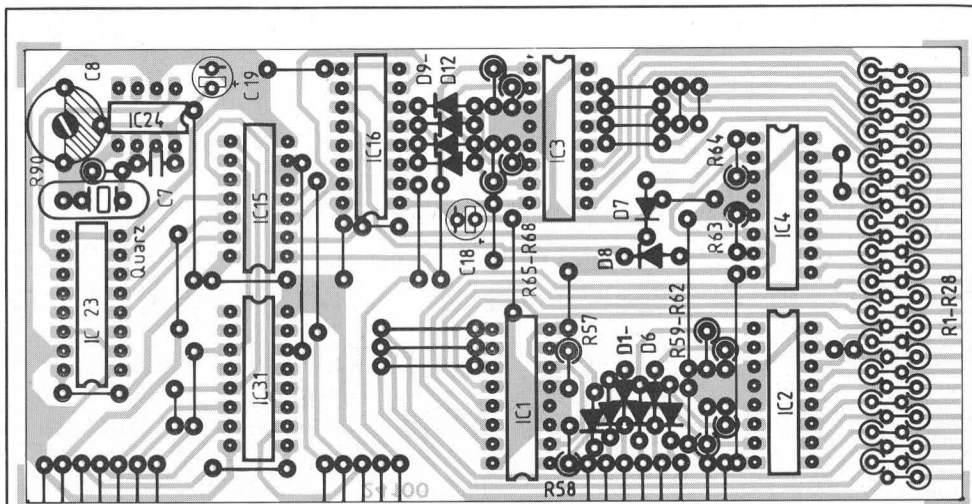 C8
C19
D9-
D12
R90
IC24
IC16
IC3
R64
IC15
C7
D7
IC4
Quarz
C18
R65-R68
D8
R63
IC 23
R57
D1-
D6
R59-R62
R1-R28
IC31
IC1
IC2
R58
24100